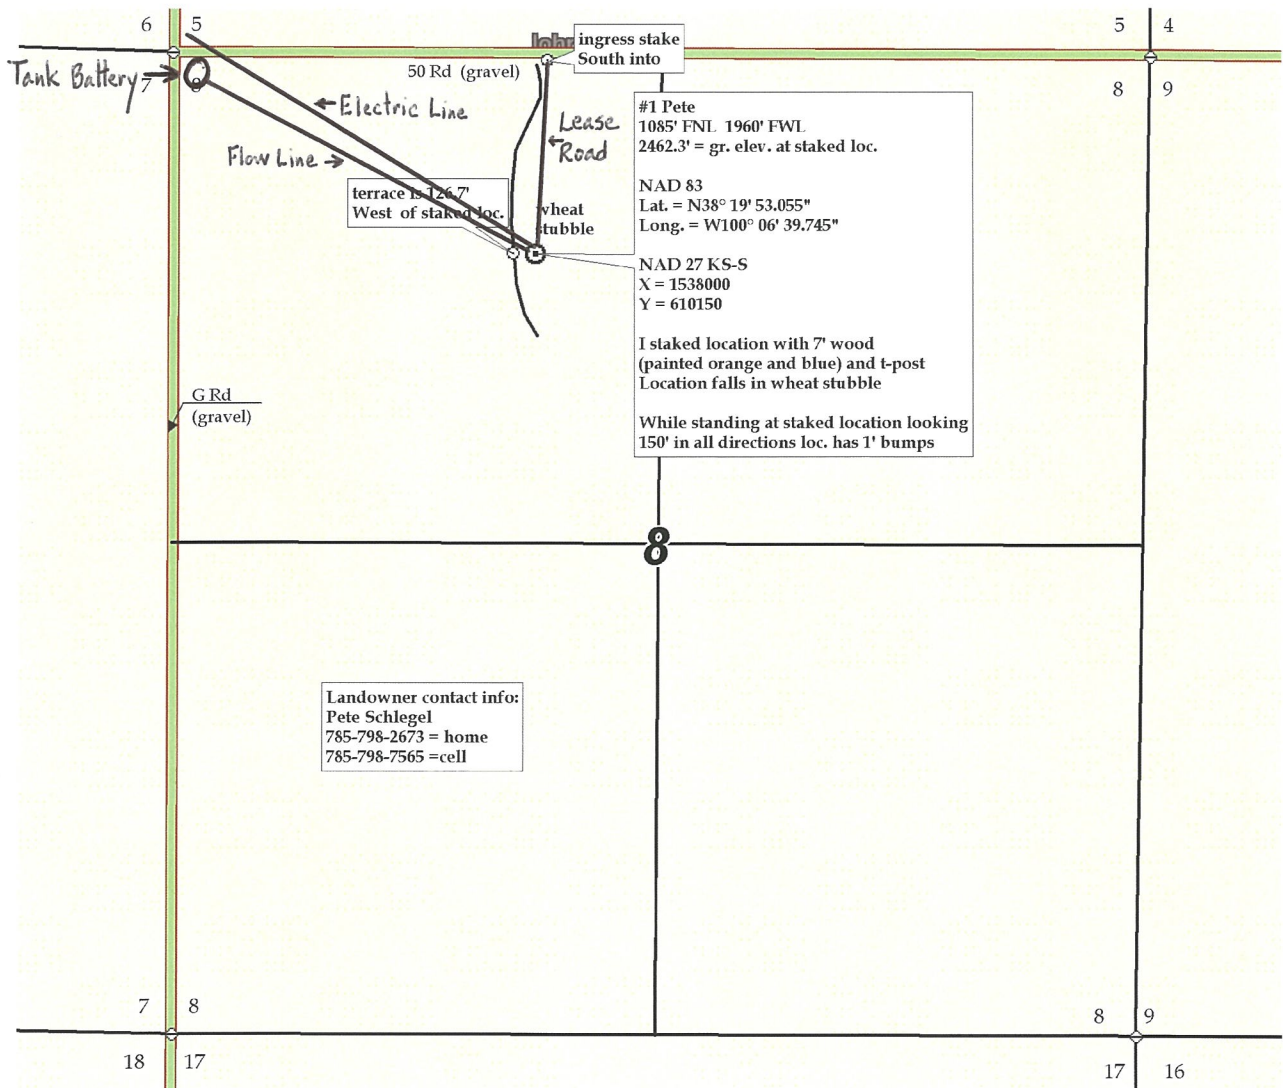 6 5
5 4
ingress stake
South into
50 Rd (gravel)
Tank Battery
7
8 9
Electric Line
Lease
Road
Flow Line
terrace is 126.7'
West of staked loc.
wheat
stubble
#1 Pete
1085' FNL 1960' FWL
2462.3' = gr. elev. at staked loc.
NAD 83
Lat. = N38° 19' 53.055"
Long. = W100° 06' 39.745"
NAD 27 KS-S
X = 1538000
Y = 610150
I staked location with 7' wood
(painted orange and blue) and t-post
Location falls in wheat stubble
While standing at staked location looking
150' in all directions loc. has 1' bumps
G Rd
(gravel)
8
Landowner contact info:
Pete Schlegel
785-798-2673 = home
785-798-7565 =cell
7 8
8 9
18 17
17 16